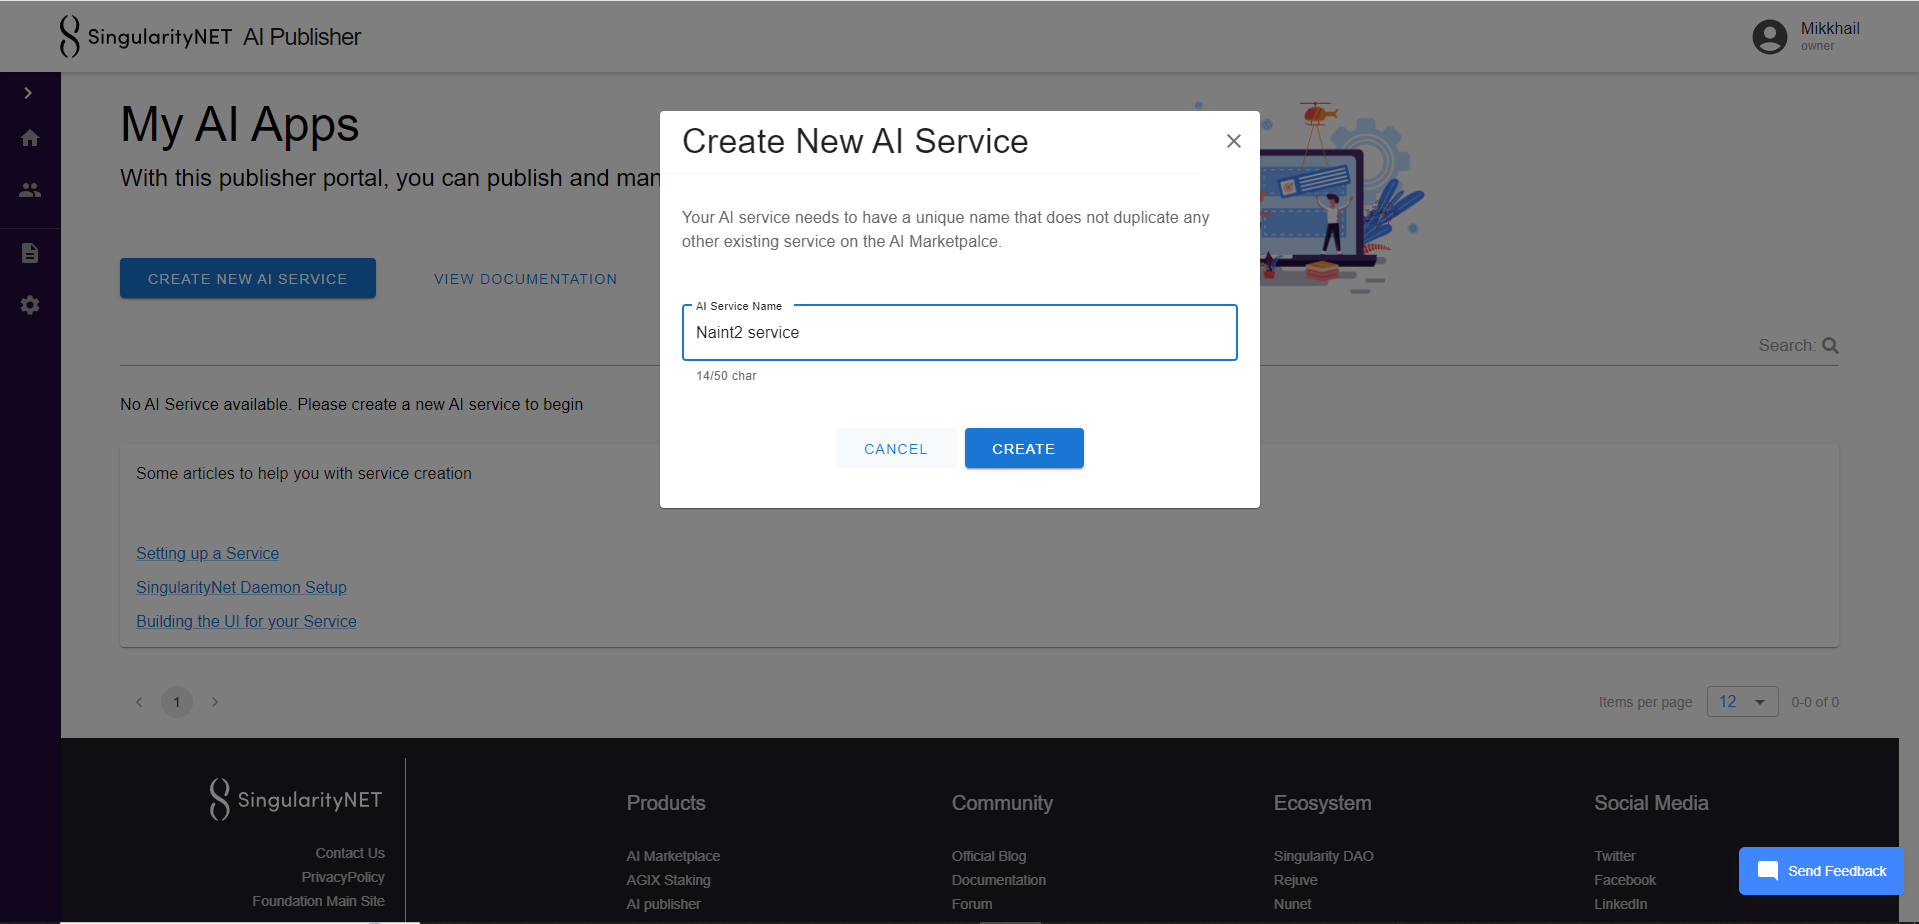 SingularityNET AI Publisher
Mikkhail
owner
My AI Apps
With this publisher portal, you can publish and man
CREATE NEW AI SERVICE
VIEW DOCUMENTATION
Create New AI Service
Your AI service needs to have a unique name that does not duplicate any
other existing service on the AI Marketpalce.
AI Service Name
Naint2 service
14/50 char
CANCEL
CREATE
Search:
No AI Serivce available. Please create a new AI service to begin
Some articles to help you with service creation
Setting up a Service
SingularityNet Daemon Setup
Building the UI for your Service
1
Items per page
12
0-0 of 0
SingularityNET
Contact Us
PrivacyPolicy
Foundation Main Site
Products
AI Marketplace
AGIX Staking
AI publisher
Community
Official Blog
Documentation
Forum
Ecosystem
Singularity DAO
Rejuve
Nunet
Social Media
Twitter
Facebook
LinkedIn
Send Feedback